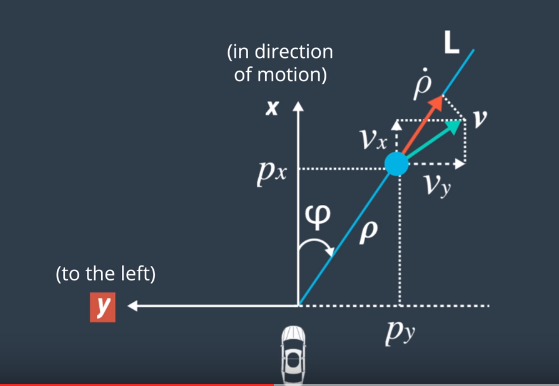 L
(in direction
of motion)
ρ̇
x
v
vx
px
vy
φ
ρ
(to the left)
y
py